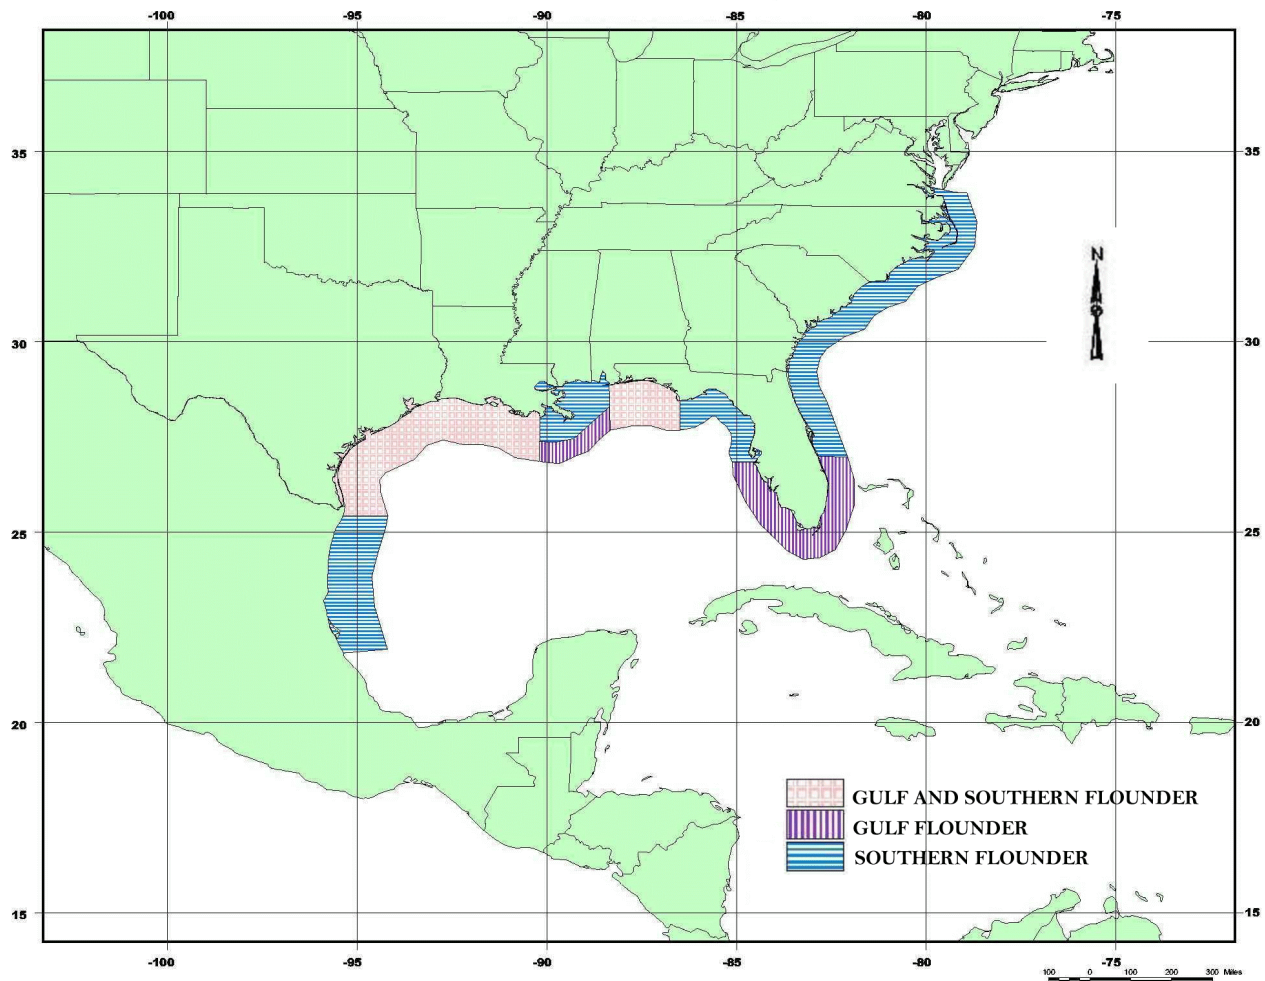 -100 -95 -90 -85 -80 -75
35 35
N
30 30
25 25
20 20
GULF AND SOUTHERN FLOUNDER
GULF FLOUNDER
SOUTHERN FLOUNDER
15 15
-100 -95 -90 -85 -80 -75
100 0 100 200 300 Miles